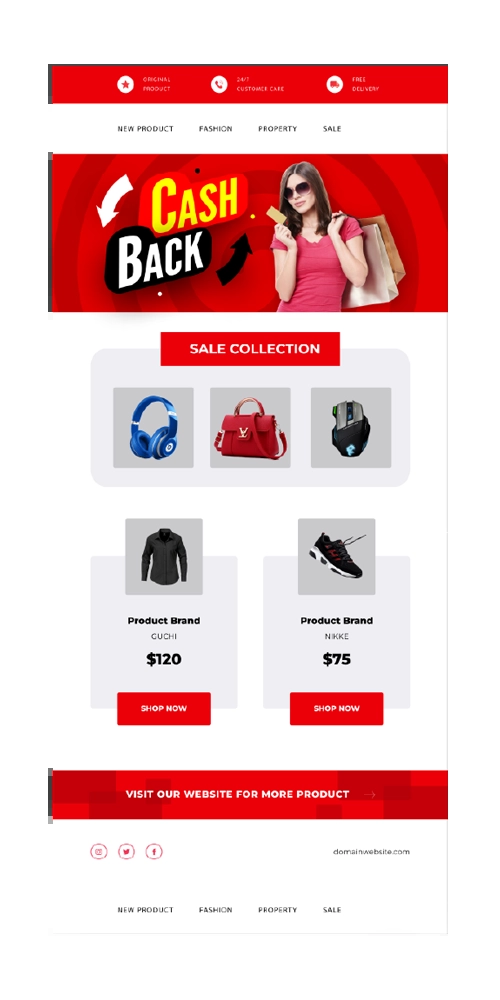 ORIGINAL
PRODUCT
24/7
CUSTOMER CARE
FREE
DELIVERY
NEW PRODUCT FASHION PROPERTY SALE
CASH
BACK
SALE COLLECTION
Product Brand
GUCHI
$120
SHOP NOW
Product Brand
NIKKE
$75
SHOP NOW
VISIT OUR WEBSITE FOR MORE PRODUCT
domainwebsite.com
NEW PRODUCT FASHION PROPERTY SALE